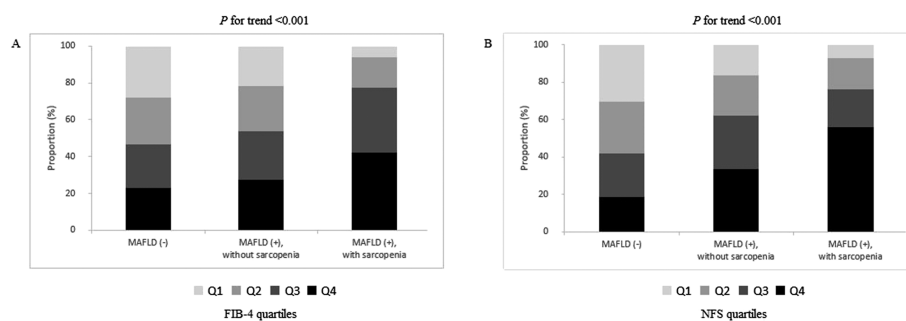 P for trend <0.001
A
100
80
60
40
20
0
Proportion (%)
MAFLD (-)
MAFLD (+),
without sarcopenia
MAFLD (+),
with sarcopenia
Q1 Q2 Q3 Q4
FIB-4 quartiles
P for trend <0.001
B
100
80
60
40
20
0
Proportion (%)
MAFLD (-)
MAFLD (+),
without sarcopenia
MAFLD (+),
with sarcopenia
Q1 Q2 Q3 Q4
NFS quartiles